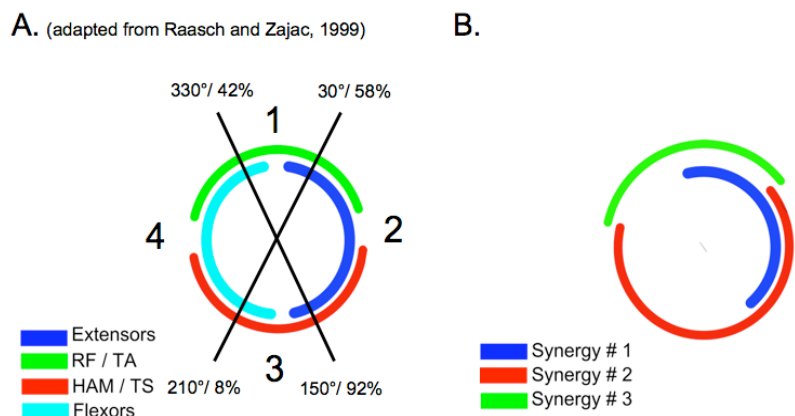 A. (adapted from Raasch and Zajac, 1999)
B.
330°/ 42%
30°/ 58%
1
4
2
3
210°/ 8%
150°/ 92%
Extensors
RF / TA
HAM / TS
Flexors
Synergy # 1
Synergy # 2
Synergy # 3